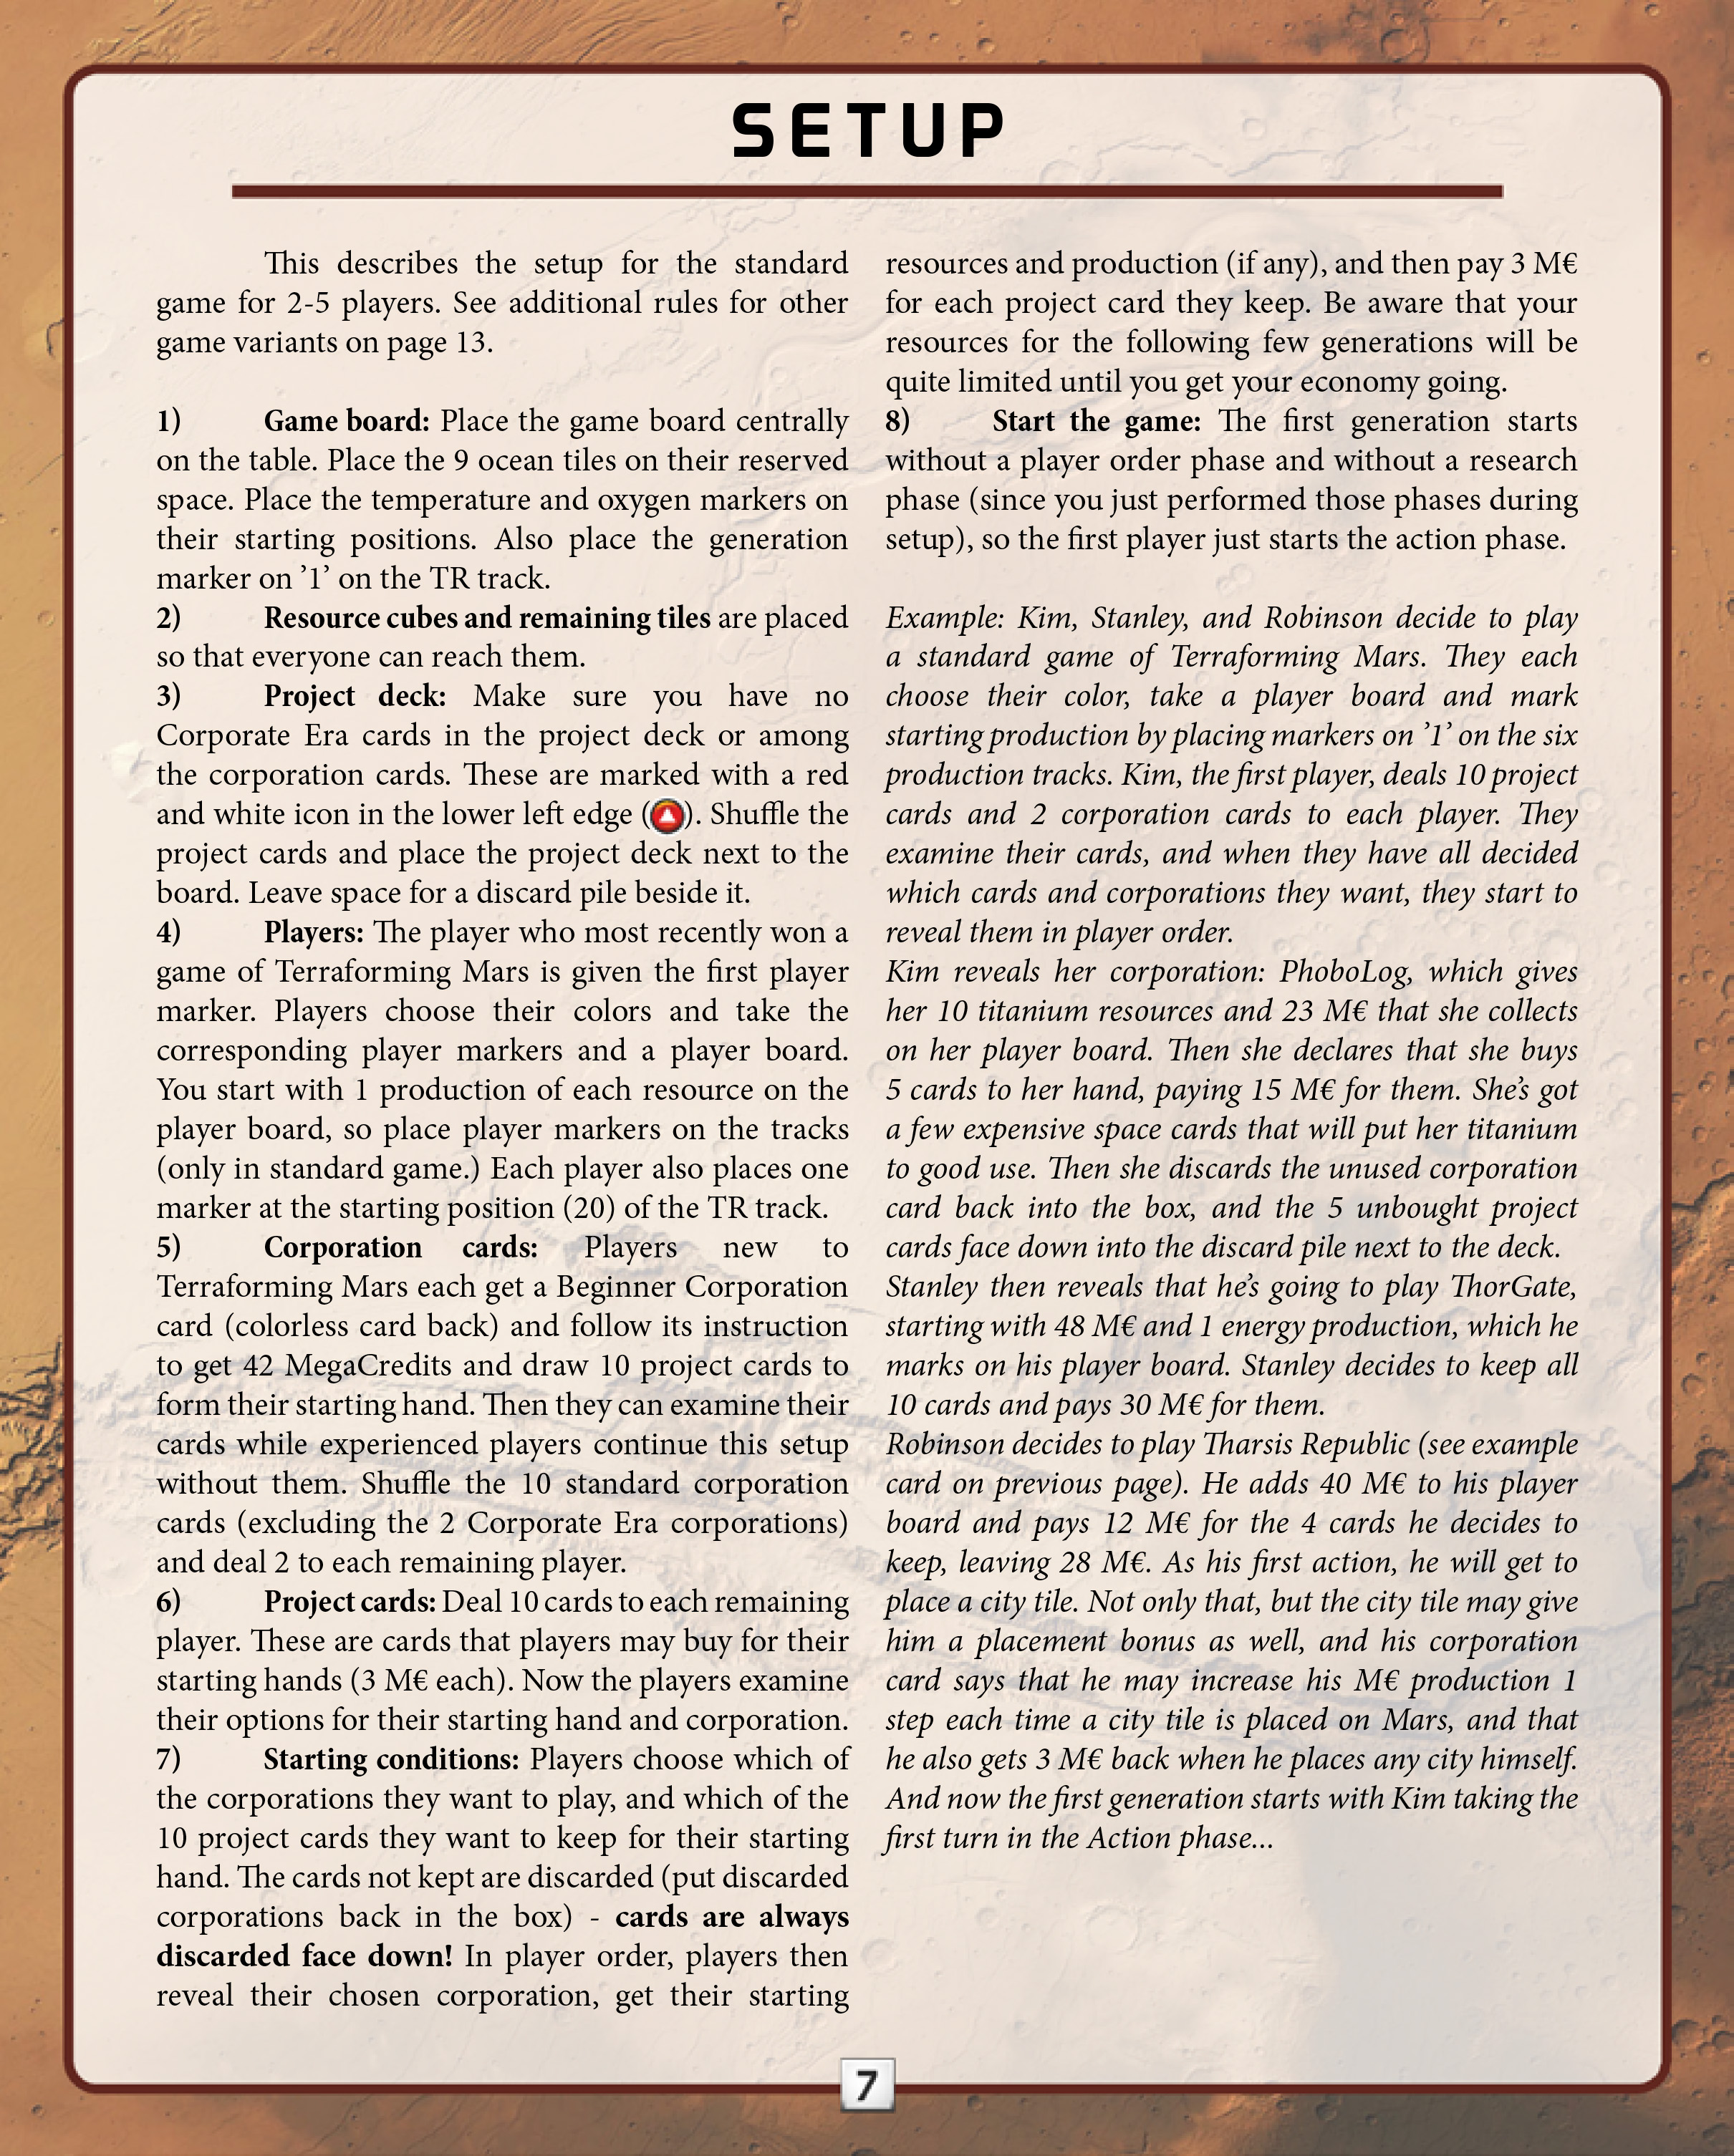 SETUP
This describes the setup for the standard
game for 2-5 players. See additional rules for other
game variants on page 13.
1) Game board: Place the game board centrally
on the table. Place the 9 ocean tiles on their reserved
space. Place the temperature and oxygen markers on
their starting positions. Also place the generation
marker on ’1’ on the TR track.
2) Resource cubes and remaining tiles are placed
so that everyone can reach them.
3) Project deck: Make sure you have no
Corporate Era cards in the project deck or among
the corporation cards. These are marked with a red
and white icon in the lower left edge (). Shuffle the
project cards and place the project deck next to the
board. Leave space for a discard pile beside it.
4) Players: The player who most recently won a
game of Terraforming Mars is given the first player
marker. Players choose their colors and take the
corresponding player markers and a player board.
You start with 1 production of each resource on the
player board, so place player markers on the tracks
(only in standard game.) Each player also places one
marker at the starting position (20) of the TR track.
5) Corporation cards: Players new to
Terraforming Mars each get a Beginner Corporation
card (colorless card back) and follow its instruction
to get 42 MegaCredits and draw 10 project cards to
form their starting hand. Then they can examine their
cards while experienced players continue this setup
without them. Shuffle the 10 standard corporation
cards (excluding the 2 Corporate Era corporations)
and deal 2 to each remaining player.
6) Project cards: Deal 10 cards to each remaining
player. These are cards that players may buy for their
starting hands (3 M€ each). Now the players examine
their options for their starting hand and corporation.
7) Starting conditions: Players choose which of
the corporations they want to play, and which of the
10 project cards they want to keep for their starting
hand. The cards not kept are discarded (put discarded
corporations back in the box) - cards are always
discarded face down! In player order, players then
reveal their chosen corporation, get their starting
resources and production (if any), and then pay 3 M€
for each project card they keep. Be aware that your
resources for the following few generations will be
quite limited until you get your economy going.
8) Start the game: The first generation starts
without a player order phase and without a research
phase (since you just performed those phases during
setup), so the first player just starts the action phase.
Example: Kim, Stanley, and Robinson decide to play
a standard game of Terraforming Mars. They each
choose their color, take a player board and mark
starting production by placing markers on ’1’ on the six
production tracks. Kim, the first player, deals 10 project
cards and 2 corporation cards to each player. They
examine their cards, and when they have all decided
which cards and corporations they want, they start to
reveal them in player order.
Kim reveals her corporation: PhoboLog, which gives
her 10 titanium resources and 23 M€ that she collects
on her player board. Then she declares that she buys
5 cards to her hand, paying 15 M€ for them. She’s got
a few expensive space cards that will put her titanium
to good use. Then she discards the unused corporation
card back into the box, and the 5 unbought project
cards face down into the discard pile next to the deck.
Stanley then reveals that he’s going to play ThorGate,
starting with 48 M€ and 1 energy production, which he
marks on his player board. Stanley decides to keep all
10 cards and pays 30 M€ for them.
Robinson decides to play Tharsis Republic (see example
card on previous page). He adds 40 M€ to his player
board and pays 12 M€ for the 4 cards he decides to
keep, leaving 28 M€. As his first action, he will get to
place a city tile. Not only that, but the city tile may give
him a placement bonus as well, and his corporation
card says that he may increase his M€ production 1
step each time a city tile is placed on Mars, and that
he also gets 3 M€ back when he places any city himself.
And now the first generation starts with Kim taking the
first turn in the Action phase...
7